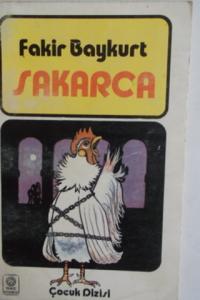 Fakir Baykurt
SAKARCA
Çocuk Dizisi